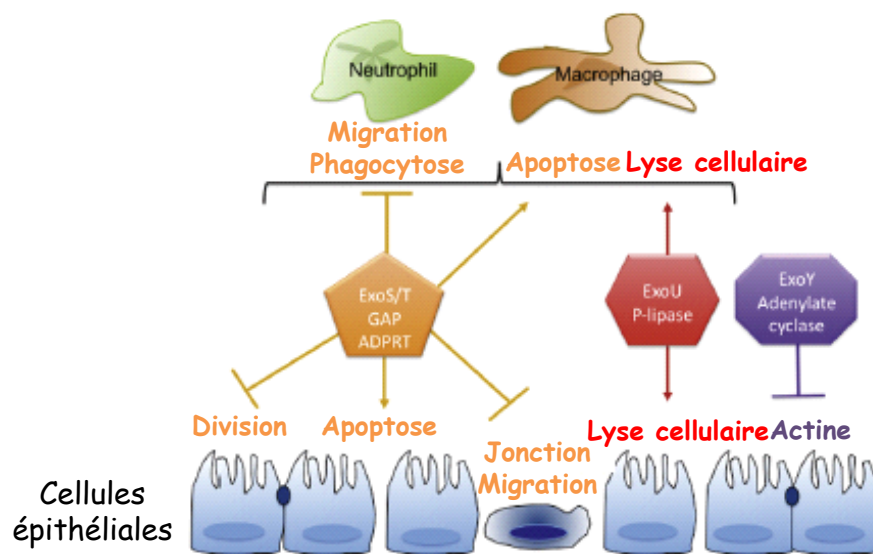 Neutrophil
Macrophage
Migration
Phagocytose
Apoptose Lyse cellulaire
ExoS/T
GAP
ADPRT
ExoU
P-lipase
ExoY
Adenylate
cyclase
Division
Apoptose
Jonction
Migration
Lyse cellulaire
Actine
Cellules
épithéliales